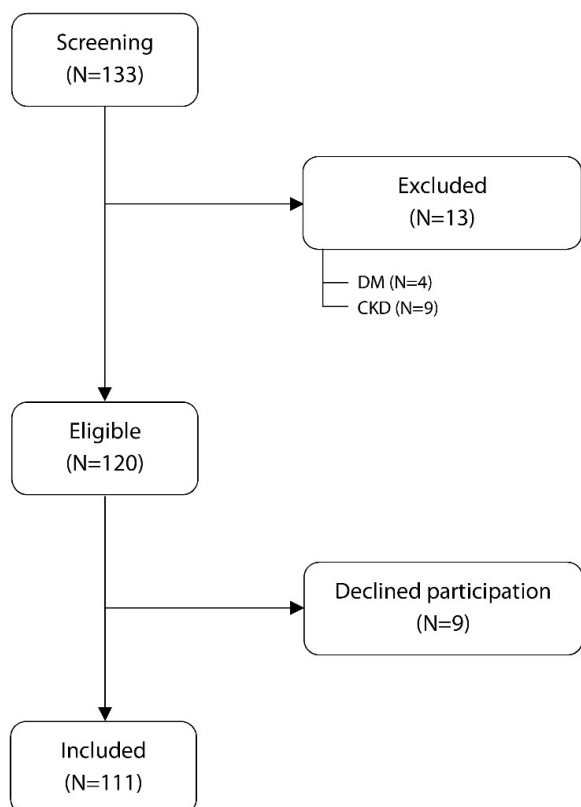 Screening
(N=133)
Excluded
(N=13)
DM (N=4)
CKD (N=9)
Eligible
(N=120)
Declined participation
(N=9)
Included
(N=111)